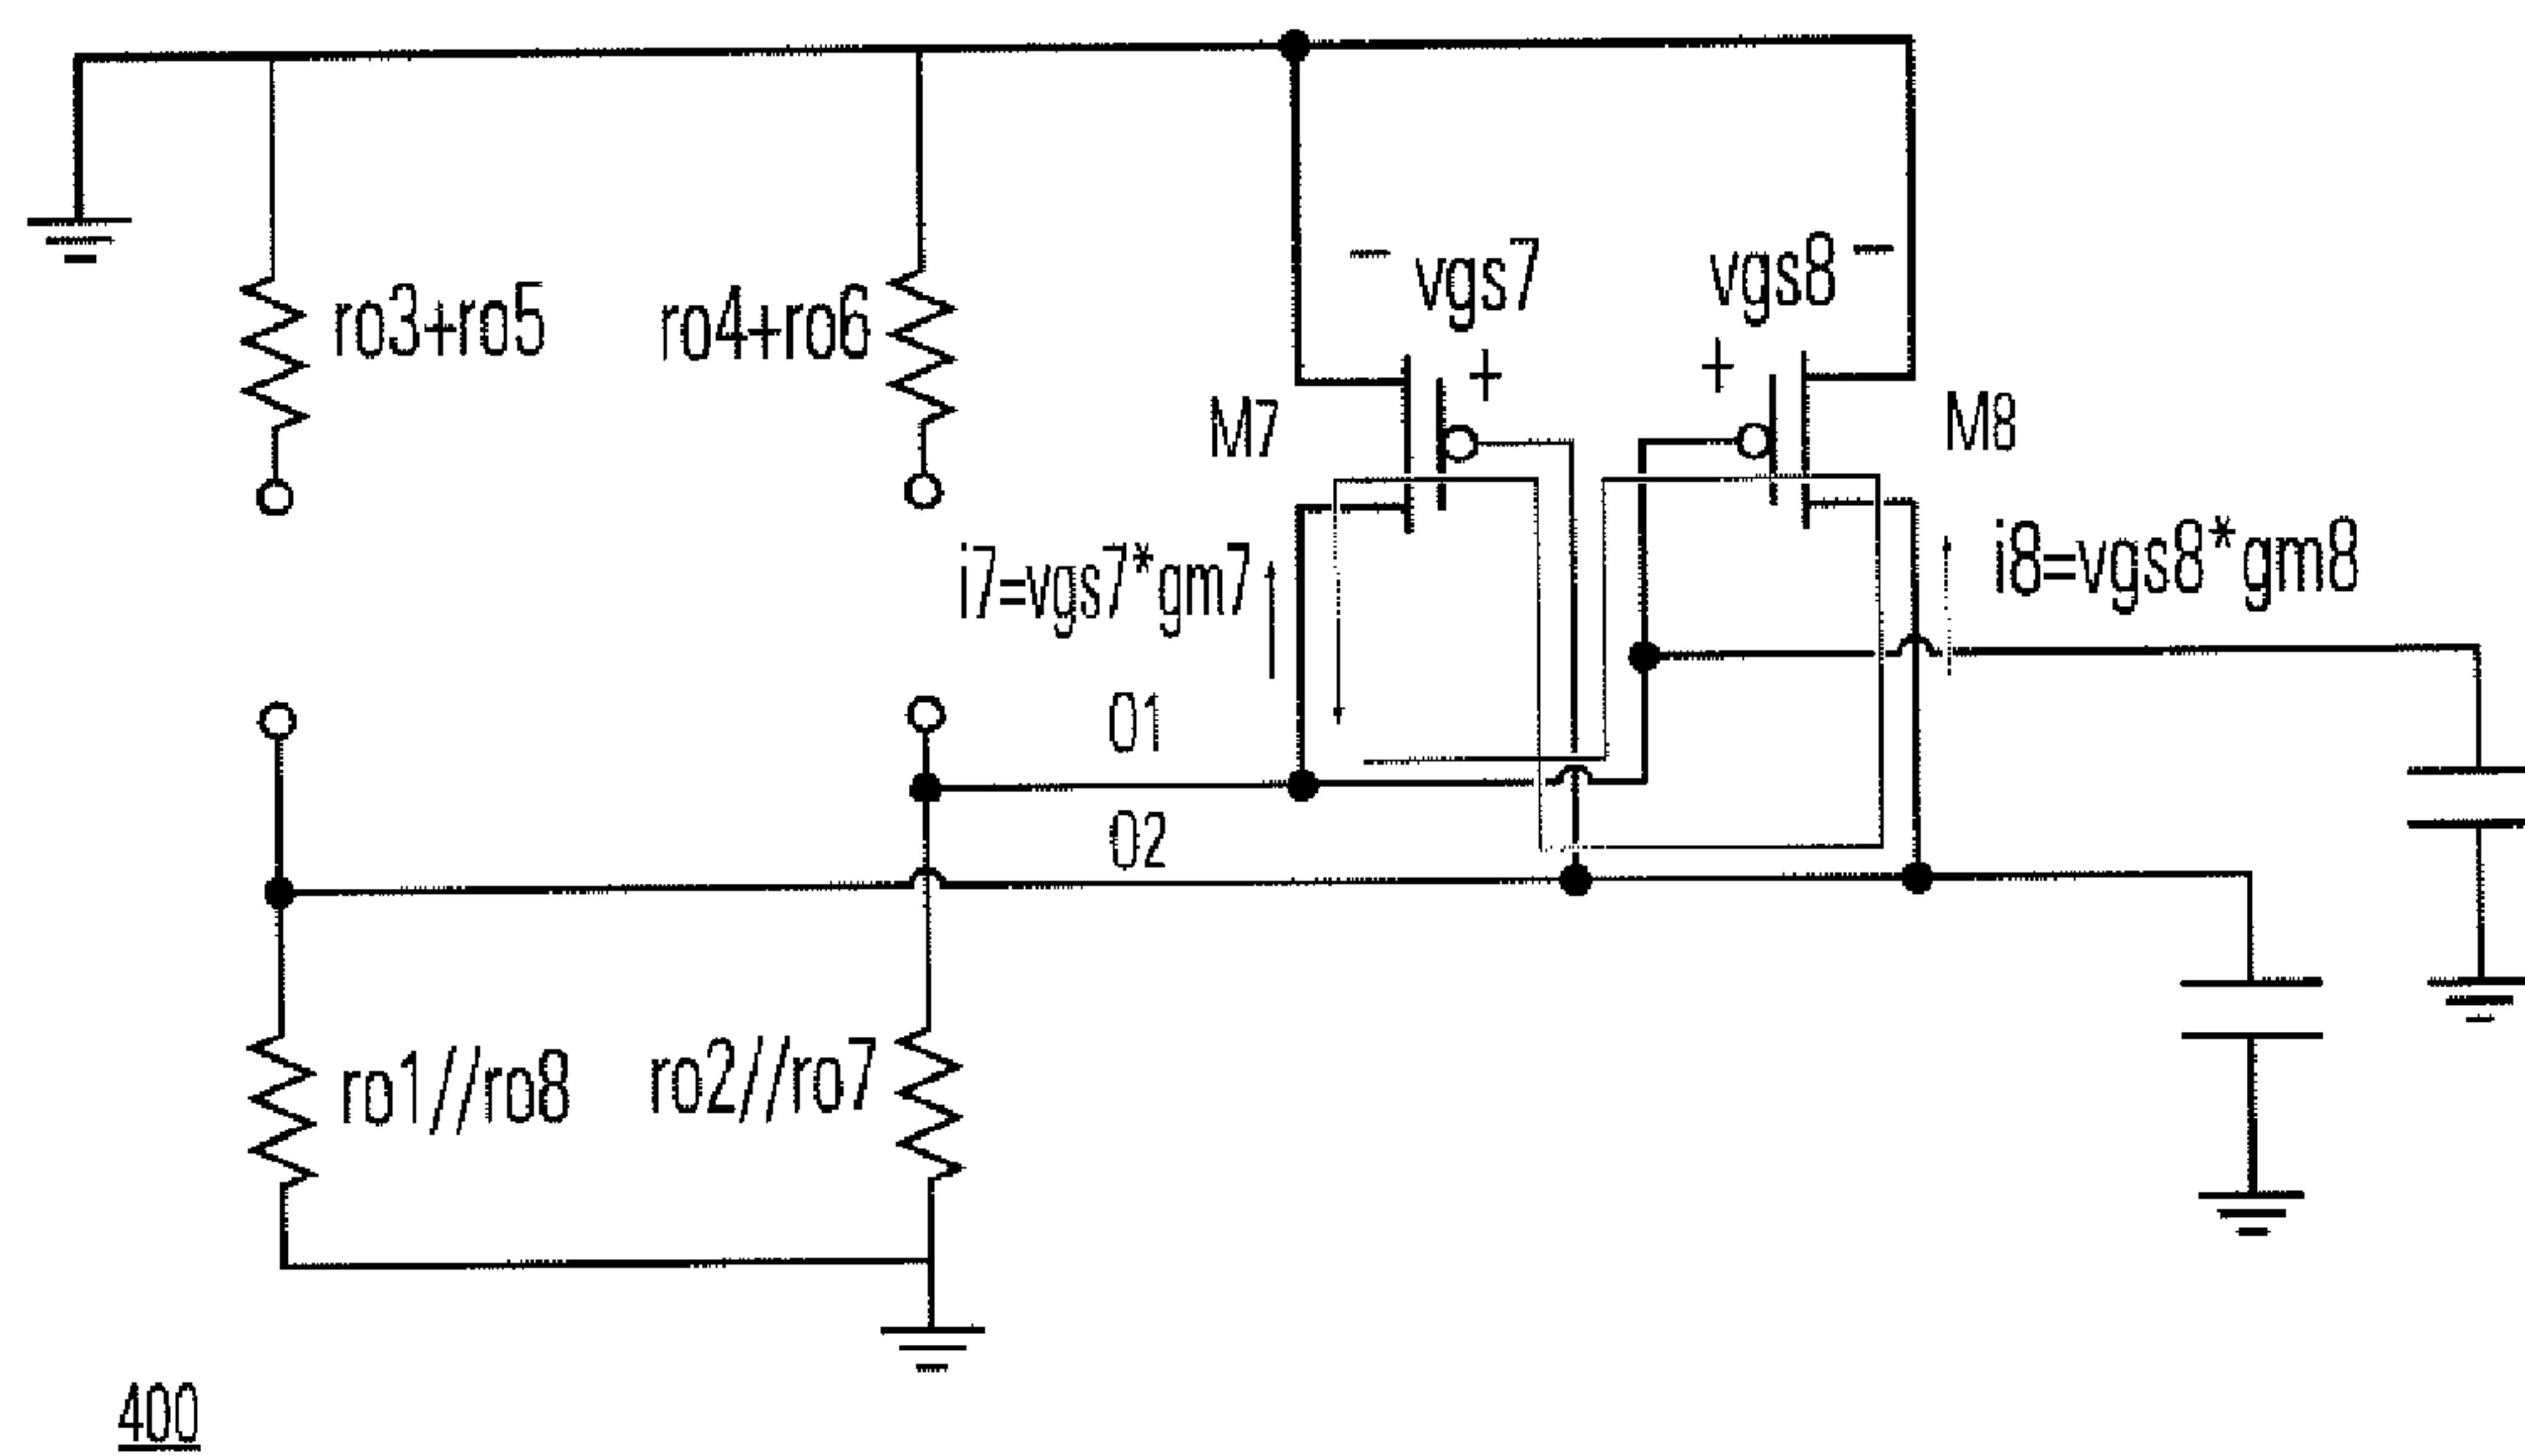 − vgs7
vgs8 −
ro3+ro5
ro4+ro6
+
+
M7
M8
i7=vgs7*gm7
i8=vgs8*gm8
O1
O2
ro1//ro8
ro2//ro7
400